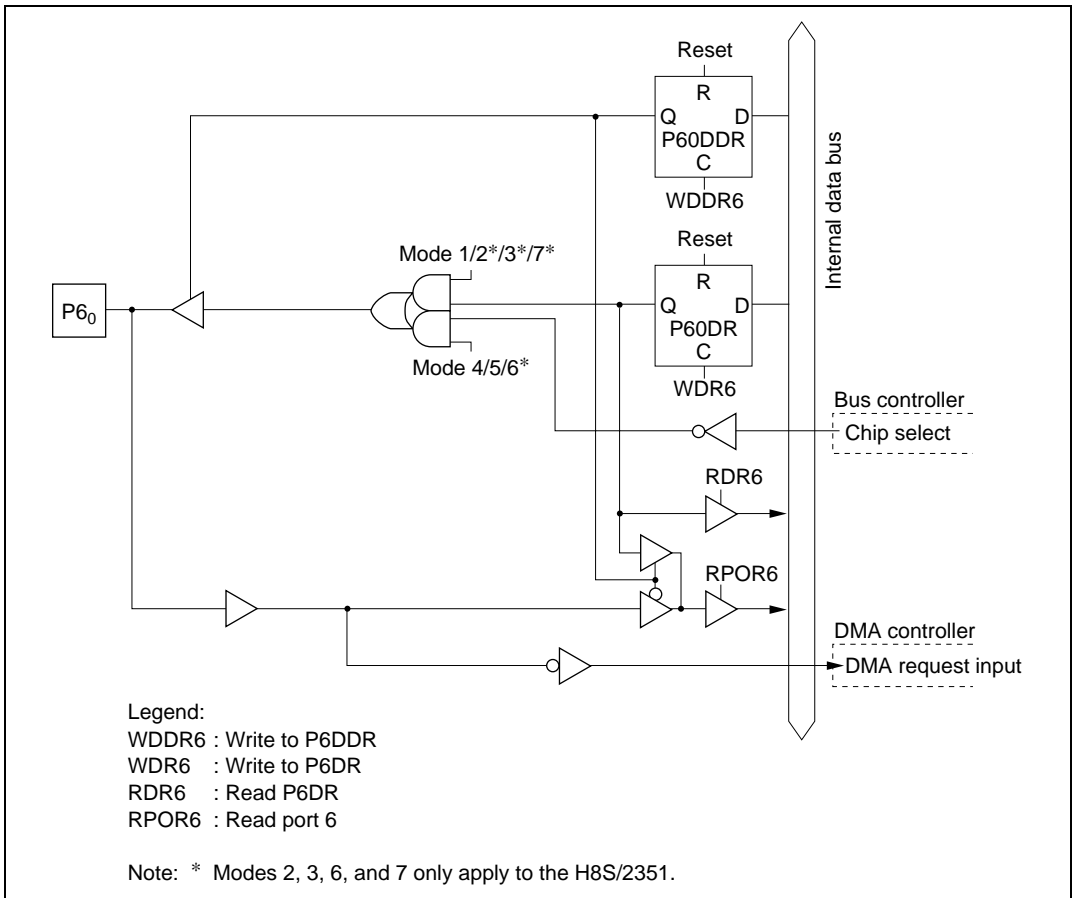 Reset
R
Q D
P60DDR
C
WDDR6
Internal data bus
Reset
Mode 1/2*/3*/7*
R
Q D
P60DR
C
WDR6
P6₀
Mode 4/5/6*
Bus controller
Chip select
RDR6
RPOR6
DMA controller
DMA request input
Legend:
WDDR6 : Write to P6DDR
WDR6 : Write to P6DR
RDR6 : Read P6DR
RPOR6 : Read port 6
Note: * Modes 2, 3, 6, and 7 only apply to the H8S/2351.